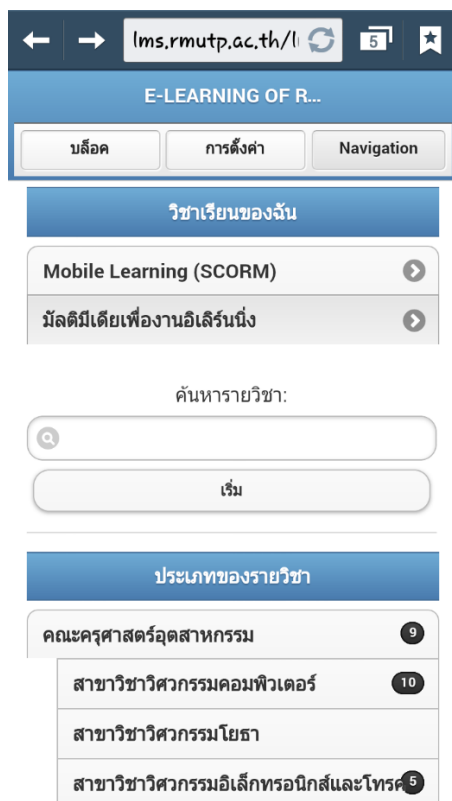 lms.rmutp.ac.th/l
5
E-LEARNING OF R...
บล็อค
การตั้งค่า
Navigation
วิชาเรียนของฉัน
Mobile Learning (SCORM)
มัลติมีเดียเพื่องานอิเลิร์นนิ่ง
ค้นหารายวิชา:
เริ่ม
ประเภทของรายวิชา
คณะครุศาสตร์อุตสาหกรรม 9
สาขาวิชาวิศวกรรมคอมพิวเตอร์ 10
สาขาวิชาวิศวกรรมโยธา
สาขาวิชาวิศวกรรมอิเล็กทรอนิกส์และโทรค 5